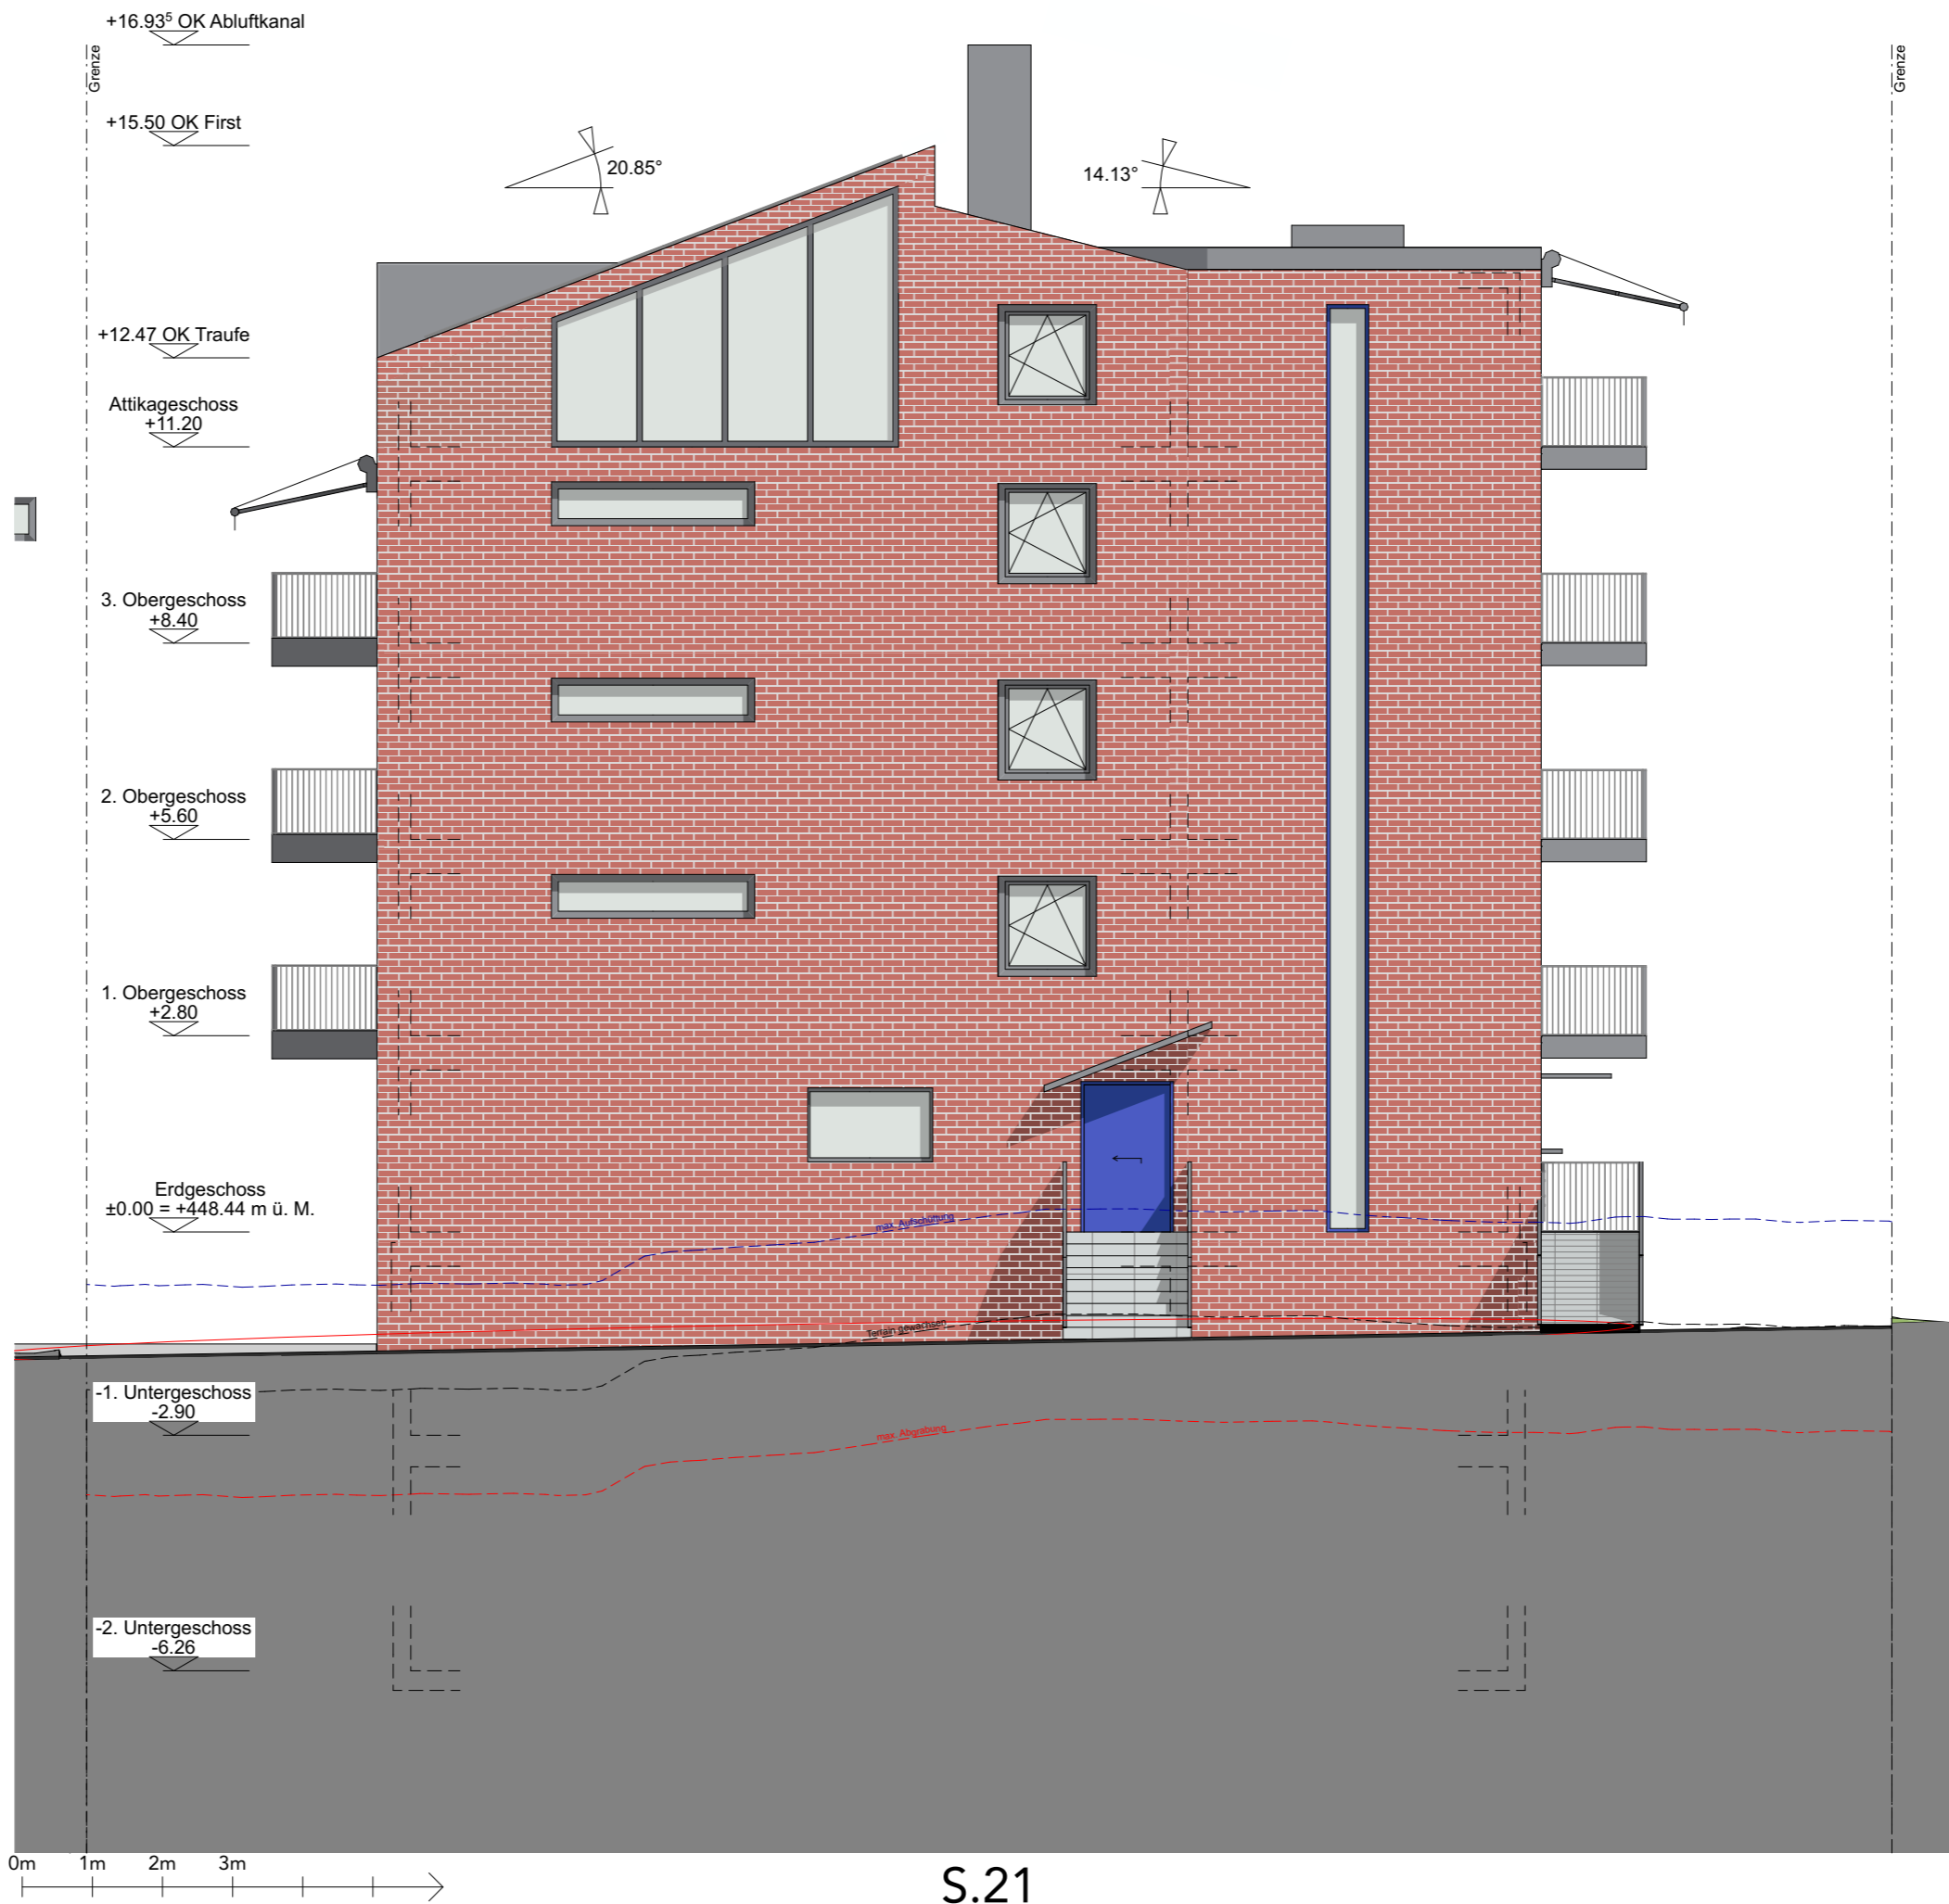 +16.93⁵ OK Abluftkanal
Grenze
Grenze
+15.50 OK First
20.85°
14.13°
+12.47 OK Traufe
Attikageschoss
+11.20
3. Obergeschoss
+8.40
2. Obergeschoss
+5.60
1. Obergeschoss
+2.80
Erdgeschoss
±0.00 = +448.44 m ü. M.
max. Aufschüttung
Terrain gewachsen
-1. Untergeschoss
-2.90
max. Abgrabung
-2. Untergeschoss
-6.26
0m 1m 2m 3m
S.21